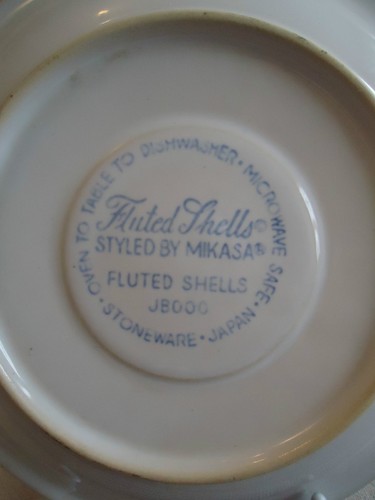 OVEN TO TABLE TO DISHWASHER • MICROWAVE SAFE •
Fluted Shells©
STYLED BY MIKASA®
FLUTED SHELLS
JB000
• STONEWARE • JAPAN •